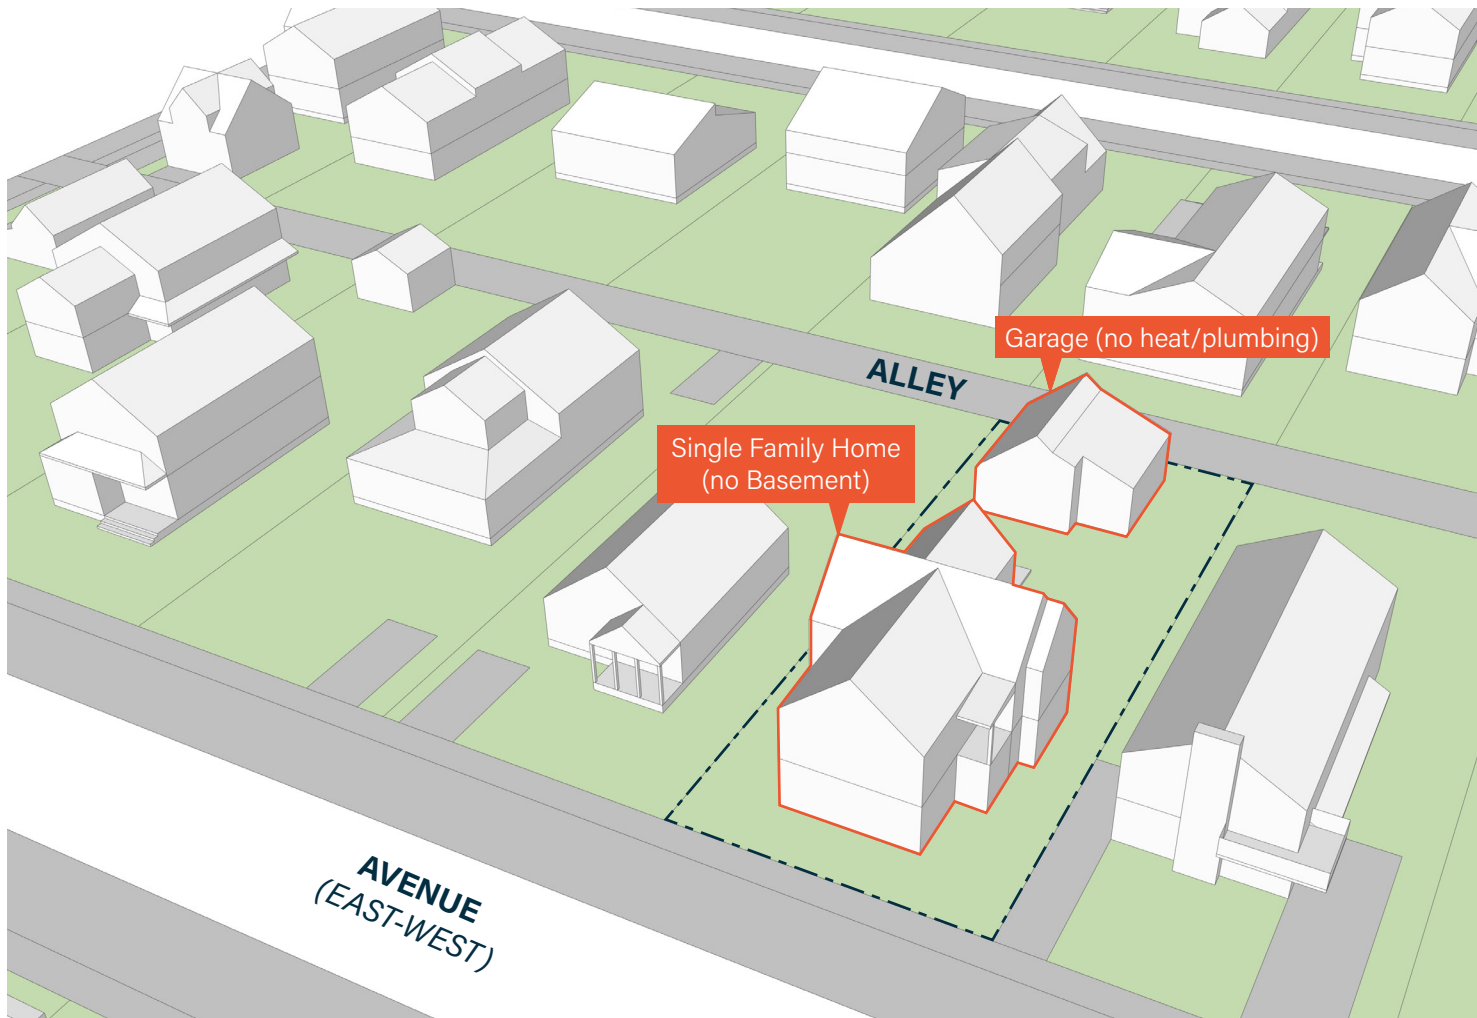 Garage (no heat/plumbing)
ALLEY
Single Family Home
(no Basement)
AVENUE
(EAST-WEST)